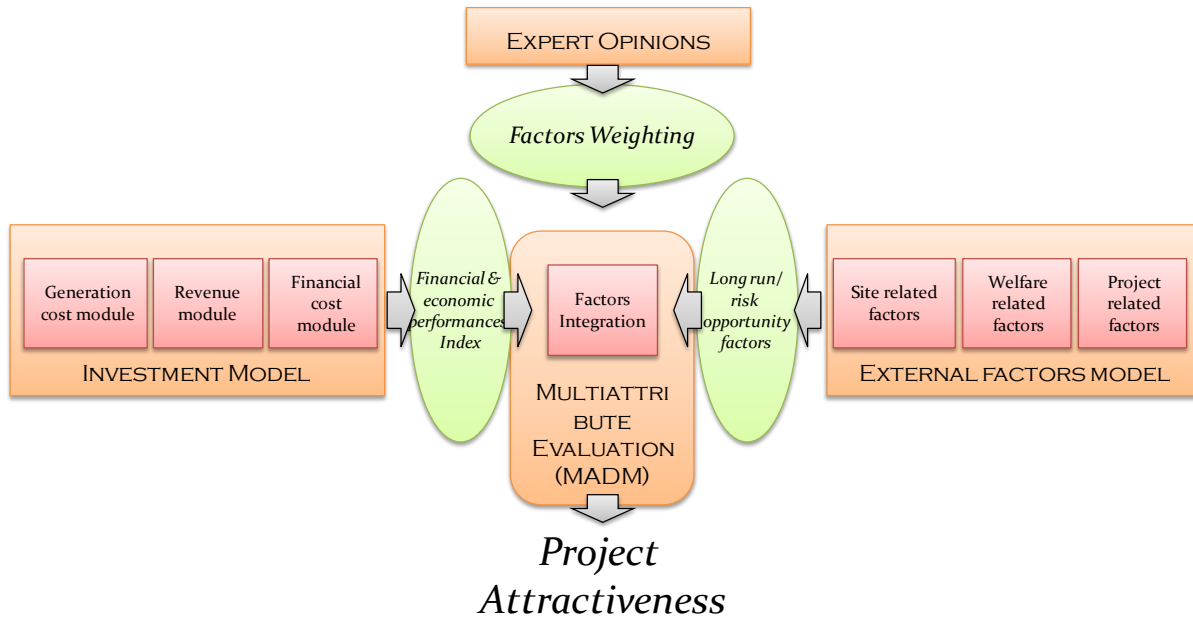 EXPERT OPINIONS
Factors Weighting
Generation
cost module
Revenue
module
Financial
cost
module
INVESTMENT MODEL
Financial &
economic
performances
Index
Factors
Integration
MULTIATTRI
BUTE
EVALUATION
(MADM)
Long run/
risk
opportunity
factors
Site related
factors
Welfare
related
factors
Project
related
factors
EXTERNAL FACTORS MODEL
Project
Attractiveness